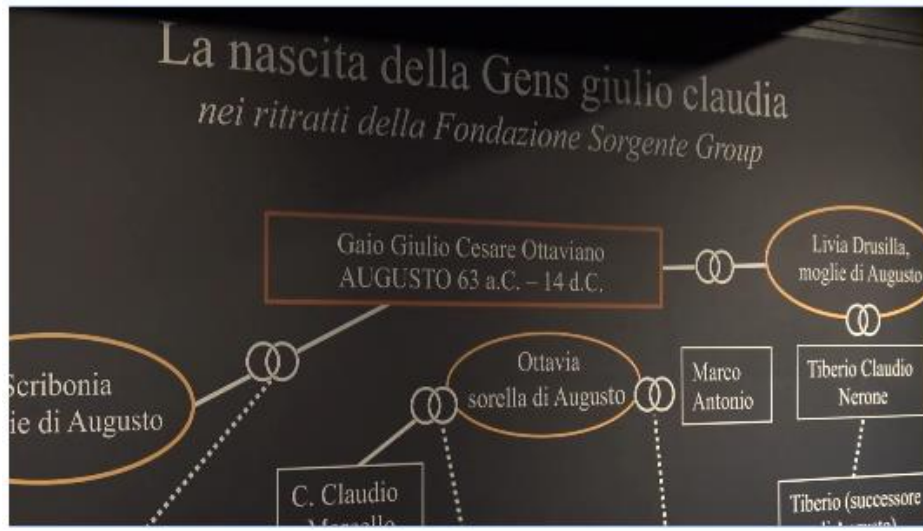 La nascita della Gens giulio claudia
nei ritratti della Fondazione Sorgente Group
Gaio Giulio Cesare Ottaviano
AUGUSTO 63 a.C. – 14 d.C.
Livia Drusilla,
moglie di Augusto
Scribonia
ie di Augusto
Ottavia
sorella di Augusto
Marco
Antonio
Tiberio Claudio
Nerone
C. Claudio
Marcello
Tiberio (successore